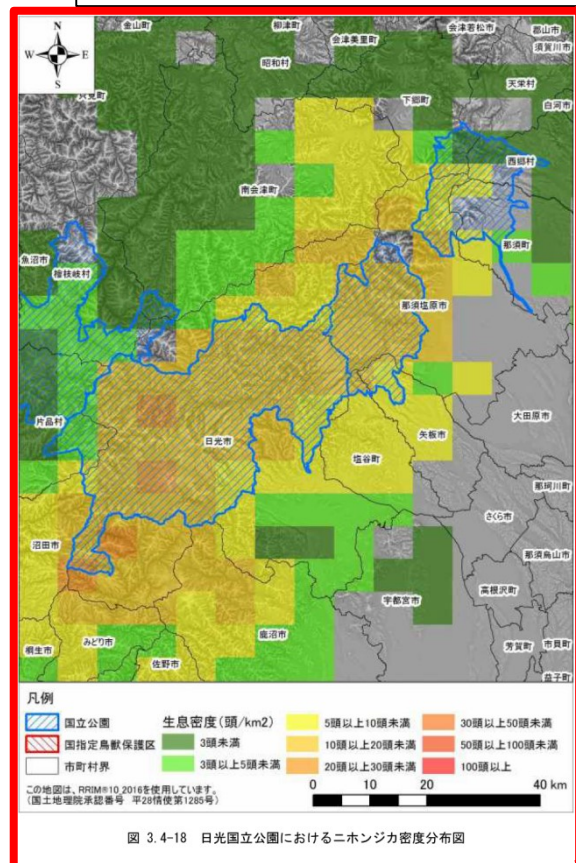 N
W E
S
金山町
柳津町
会津美里町
会津若松市
郡山市
須賀川市
昭和村
天栄村
只見町
下郷町
白河市
西郷村
南会津町
那須町
魚沼市
檜枝岐村
那須塩原市
大田原市
片品村
日光市
矢板市
塩谷町
那珂川町
さくら市
沼田市
那須烏山市
宇都宮市
高根沢町
みどり市
鹿沼市
芳賀町
市貝町
桐生市
佐野市
益子町
凡例
国立公園
国指定鳥獣保護区
市町村界
生息密度(頭/km2)
3頭未満
3頭以上5頭未満
5頭以上10頭未満
10頭以上20頭未満
20頭以上30頭未満
30頭以上50頭未満
50頭以上100頭未満
100頭以上
この地図は、RRIM®10_2016を使用しています。
(国土地理院承認番号 平28情使第1285号)
0 10 20 40 km
図 3.4-18 日光国立公園におけるニホンジカ密度分布図